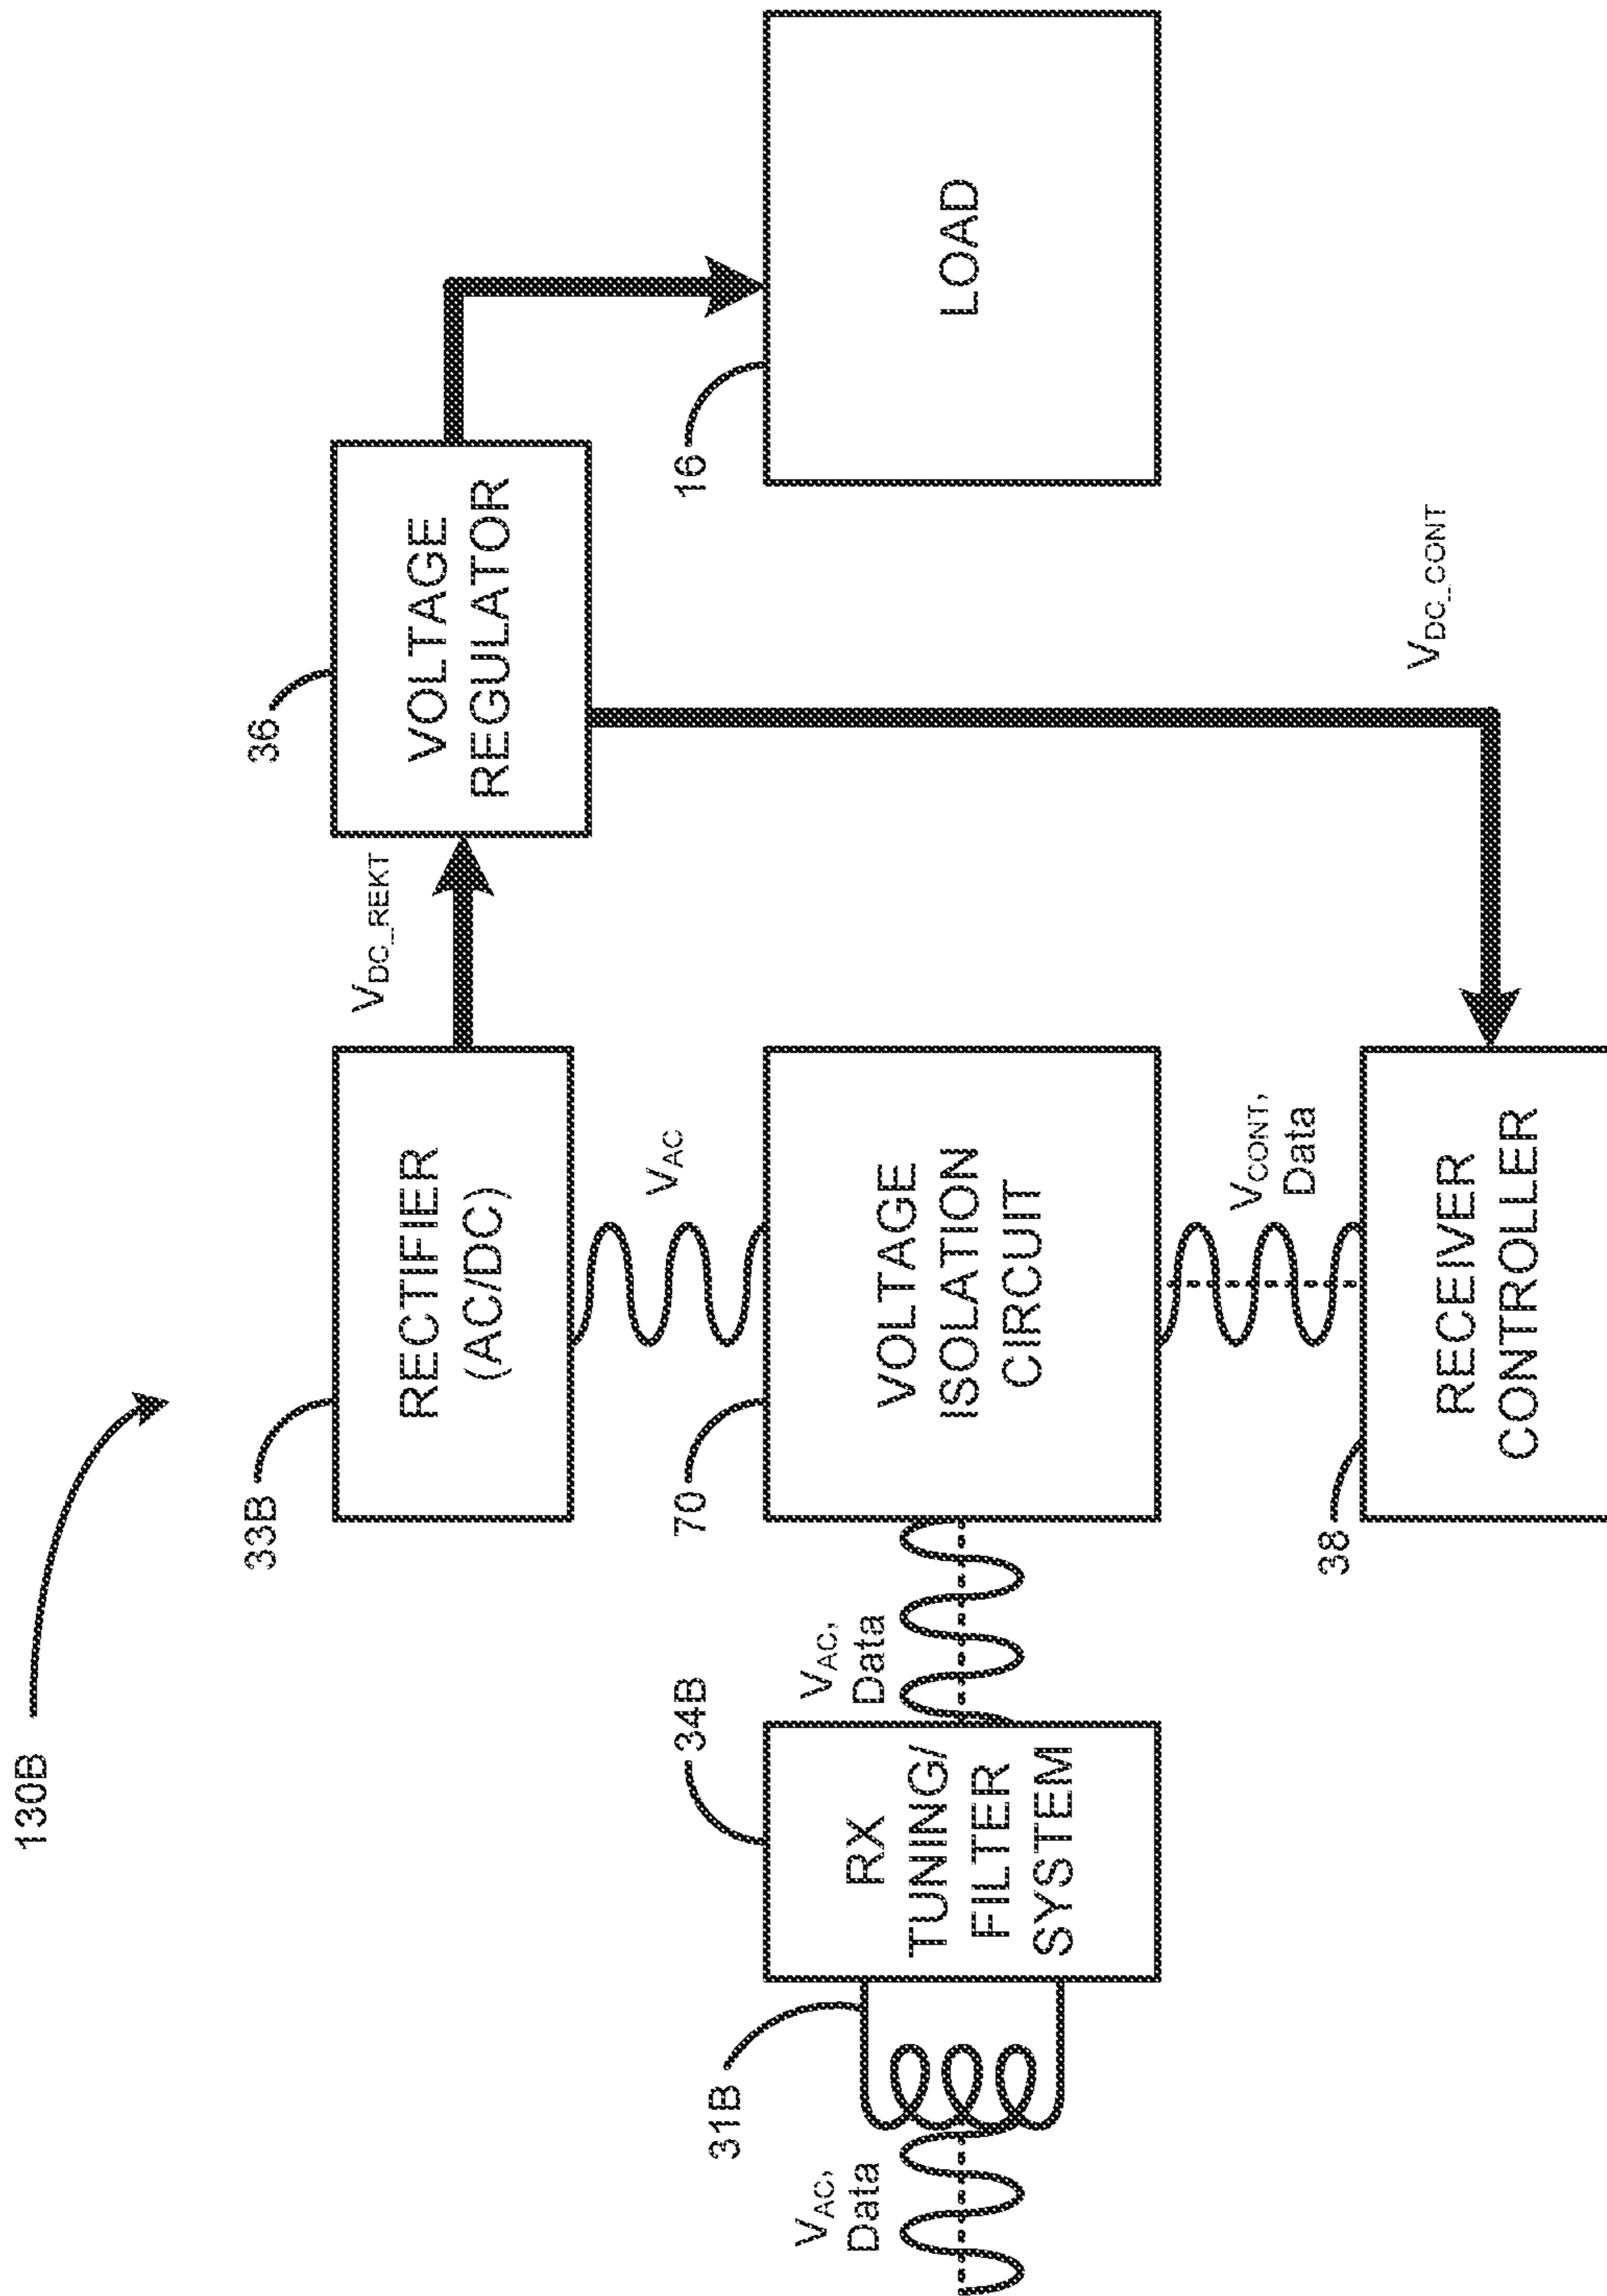 130B
33B
RECTIFIER
(AC/DC)
V_DC_REKT
36
VOLTAGE
REGULATOR
V_AC
31B
V_AC,
Data
34B
RX
TUNING/
FILTER
SYSTEM
V_AC,
Data
70
VOLTAGE
ISOLATION
CIRCUIT
16
LOAD
V_CONT,
Data
38
RECEIVER
CONTROLLER
V_DC_CONT